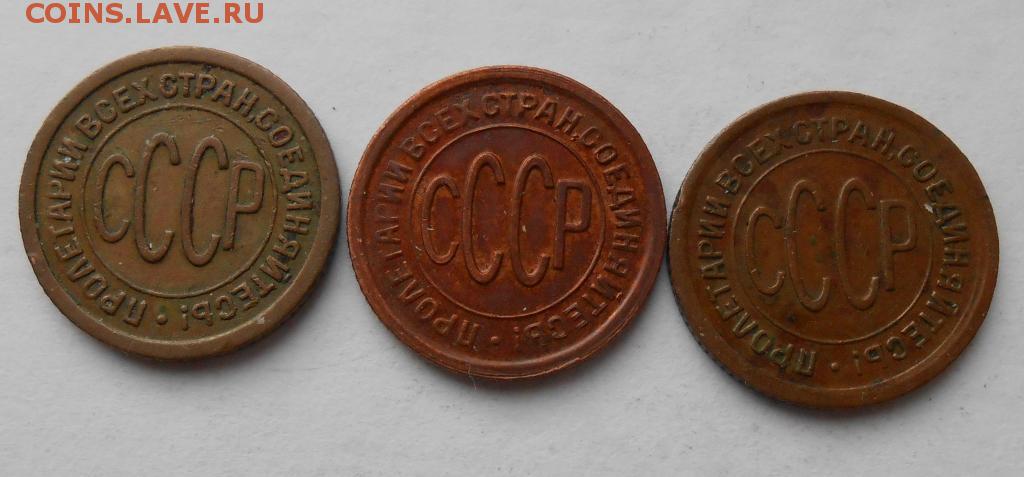 COINS.LAVE.RU
ПРОЛЕТАРИИ ВСЕХ СТРАН, СОЕДИНЯЙТЕСЬ!
СССР
ПРОЛЕТАРИИ ВСЕХ СТРАН, СОЕДИНЯЙТЕСЬ!
СССР
ПРОЛЕТАРИИ ВСЕХ СТРАН, СОЕДИНЯЙТЕСЬ!
СССР